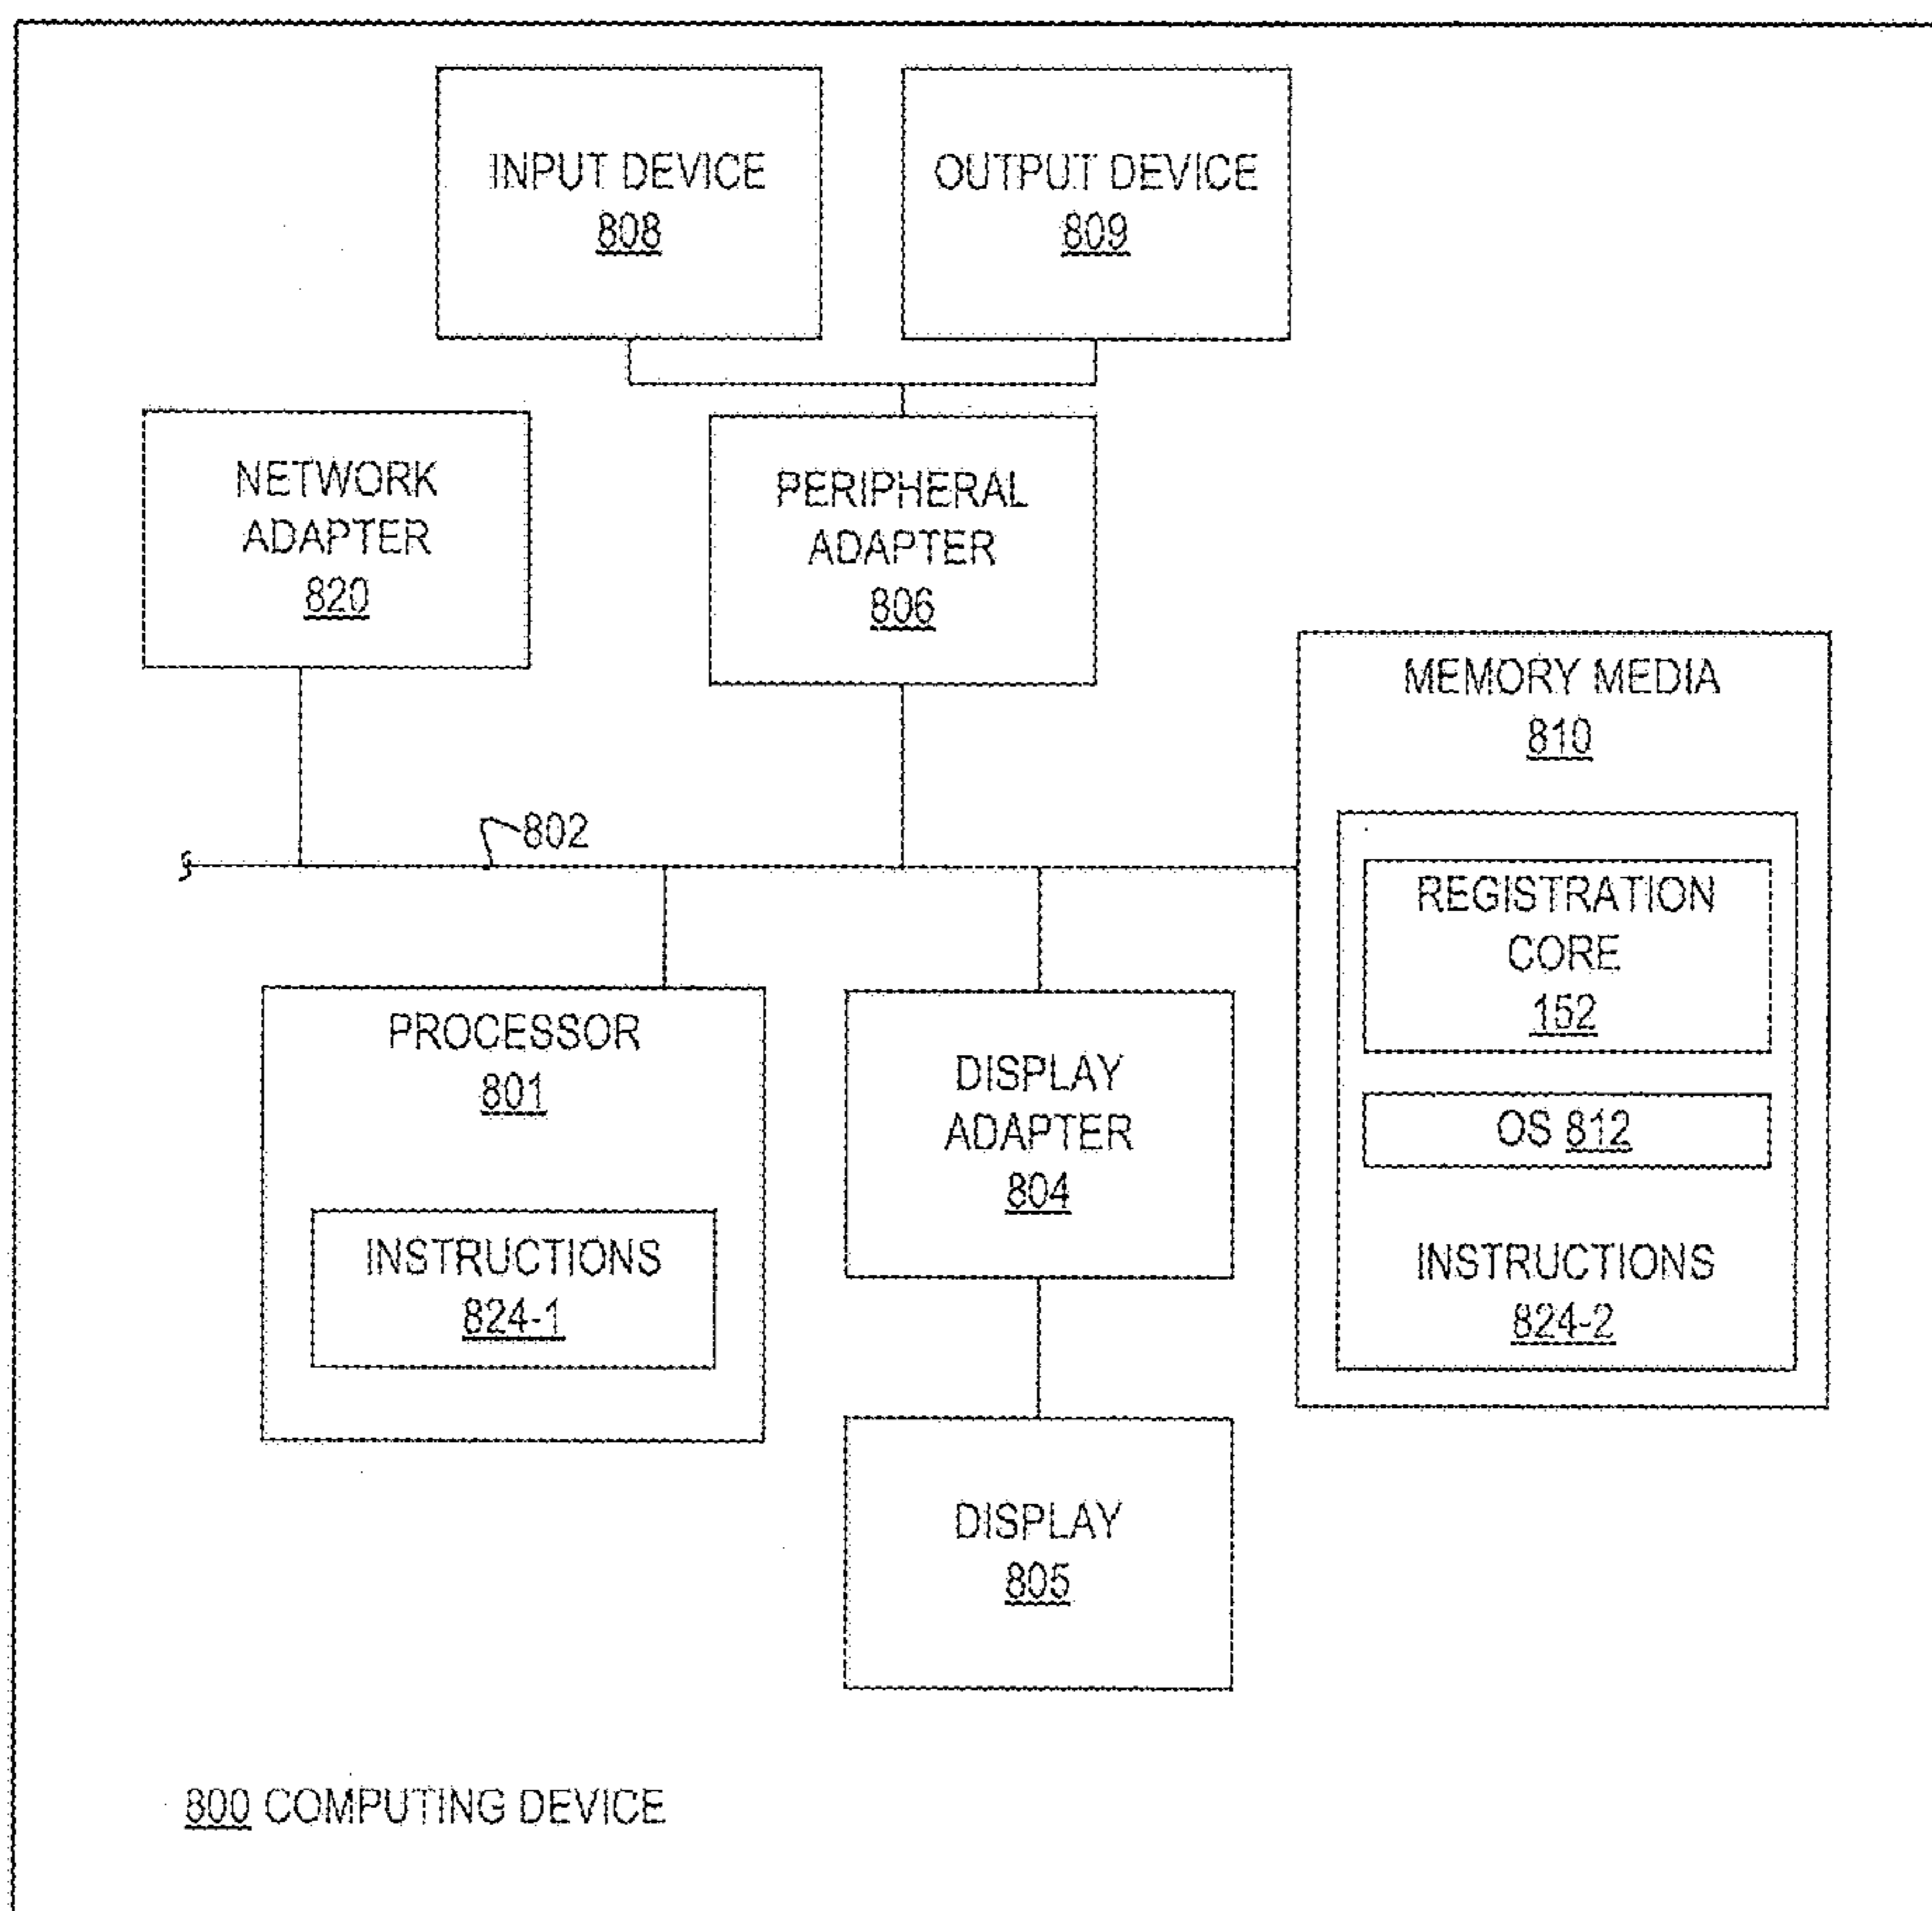 INPUT DEVICE
808
OUTPUT DEVICE
809
NETWORK
ADAPTER
820
PERIPHERAL
ADAPTER
806
MEMORY MEDIA
810
802
REGISTRATION
CORE
152
OS 812
INSTRUCTIONS
824-2
PROCESSOR
801
INSTRUCTIONS
824-1
DISPLAY
ADAPTER
804
DISPLAY
805
800 COMPUTING DEVICE